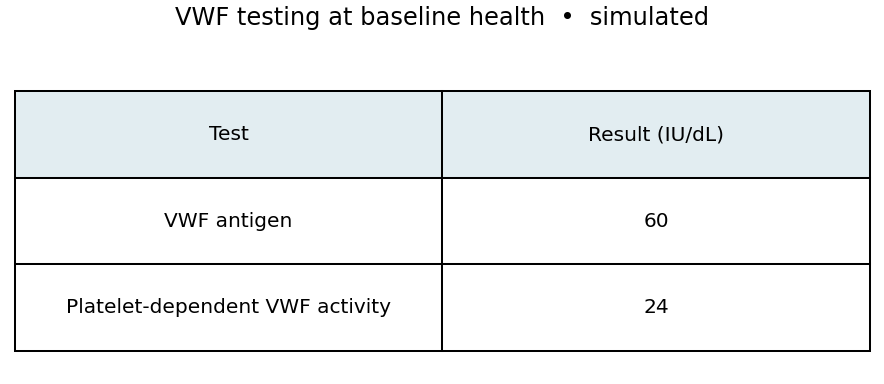 VWF testing at baseline health • simulated
Test Result (IU/dL)
VWF antigen 60
Platelet-dependent VWF activity 24